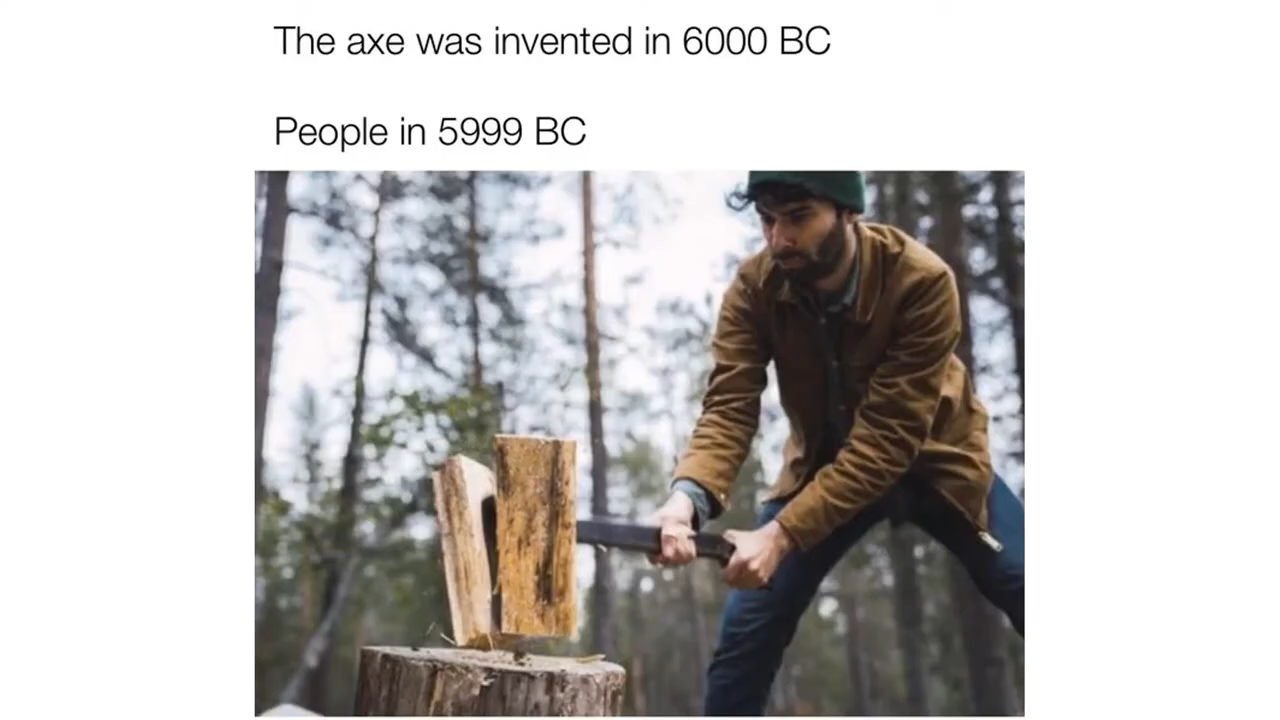 The axe was invented in 6000 BC
People in 5999 BC